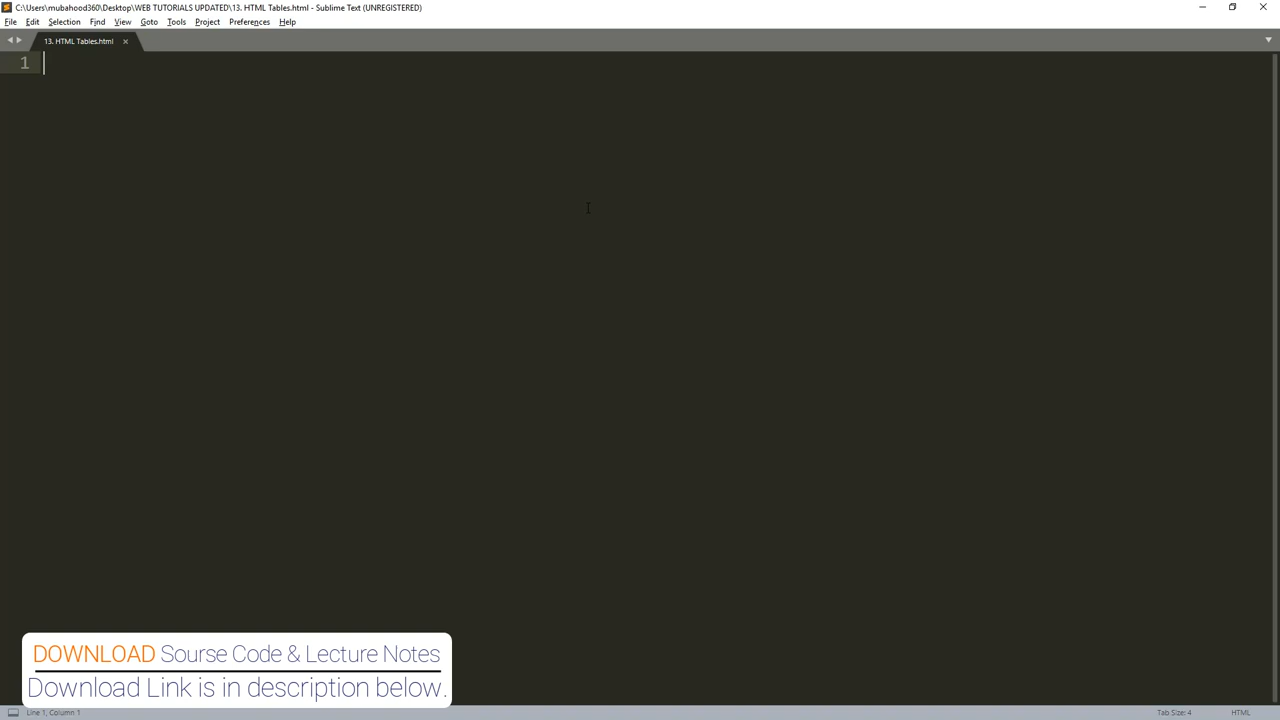 C:\Users\mubahood360\Desktop\WEB TUTORIALS UPDATED\13. HTML Tables.html - Sublime Text (UNREGISTERED)
File Edit Selection Find View Goto Tools Project Preferences Help
13. HTML Tables.html
1
DOWNLOAD Sourse Code & Lecture Notes
Download Link is in description below.
Line 1, Column 1
Tab Size: 4
HTML